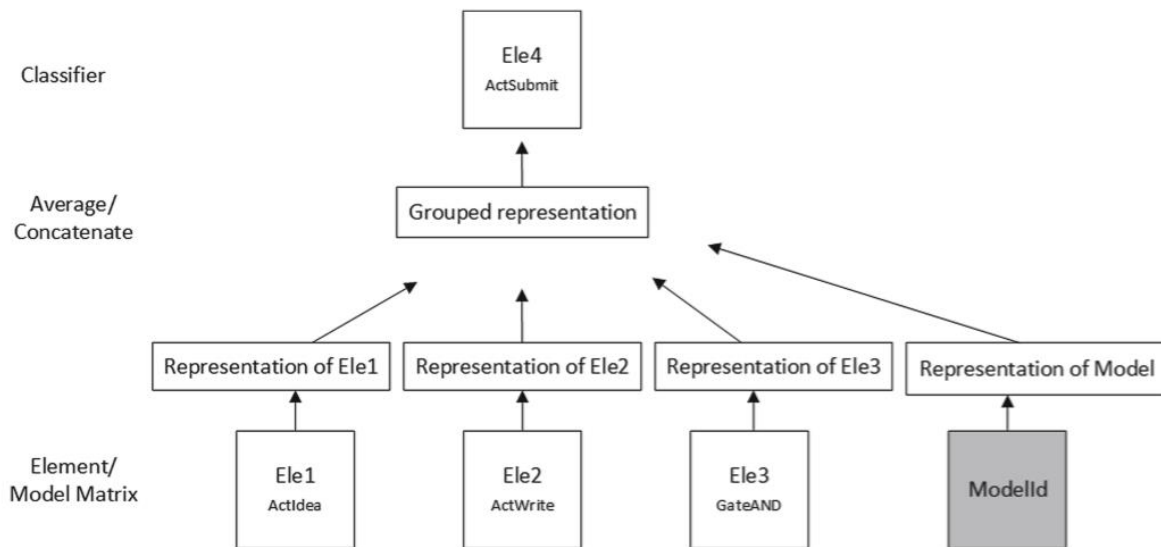 Classifier
Ele4
ActSubmit
Average/
Concatenate
Grouped representation
Representation of Ele1
Representation of Ele2
Representation of Ele3
Representation of Model
Element/
Model Matrix
Ele1
ActIdea
Ele2
ActWrite
Ele3
GateAND
ModelId